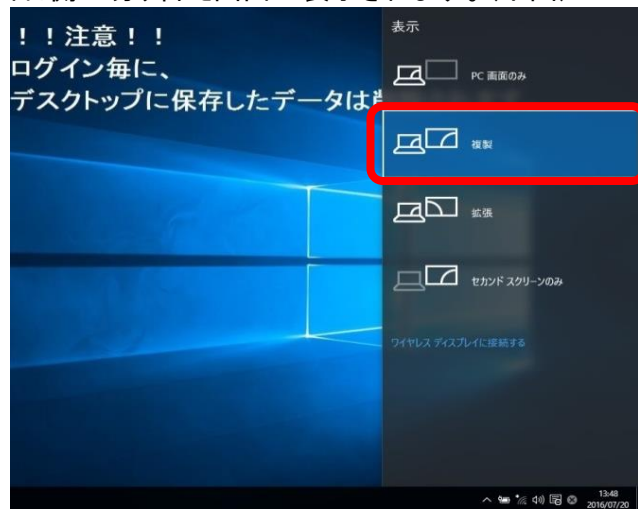 ！！注意！！
ログイン毎に、
デスクトップに保存したデータは
表示
PC 画面のみ
複製
拡張
セカンド スクリーンのみ
ワイヤレス ディスプレイに接続する
13:48
2016/07/20